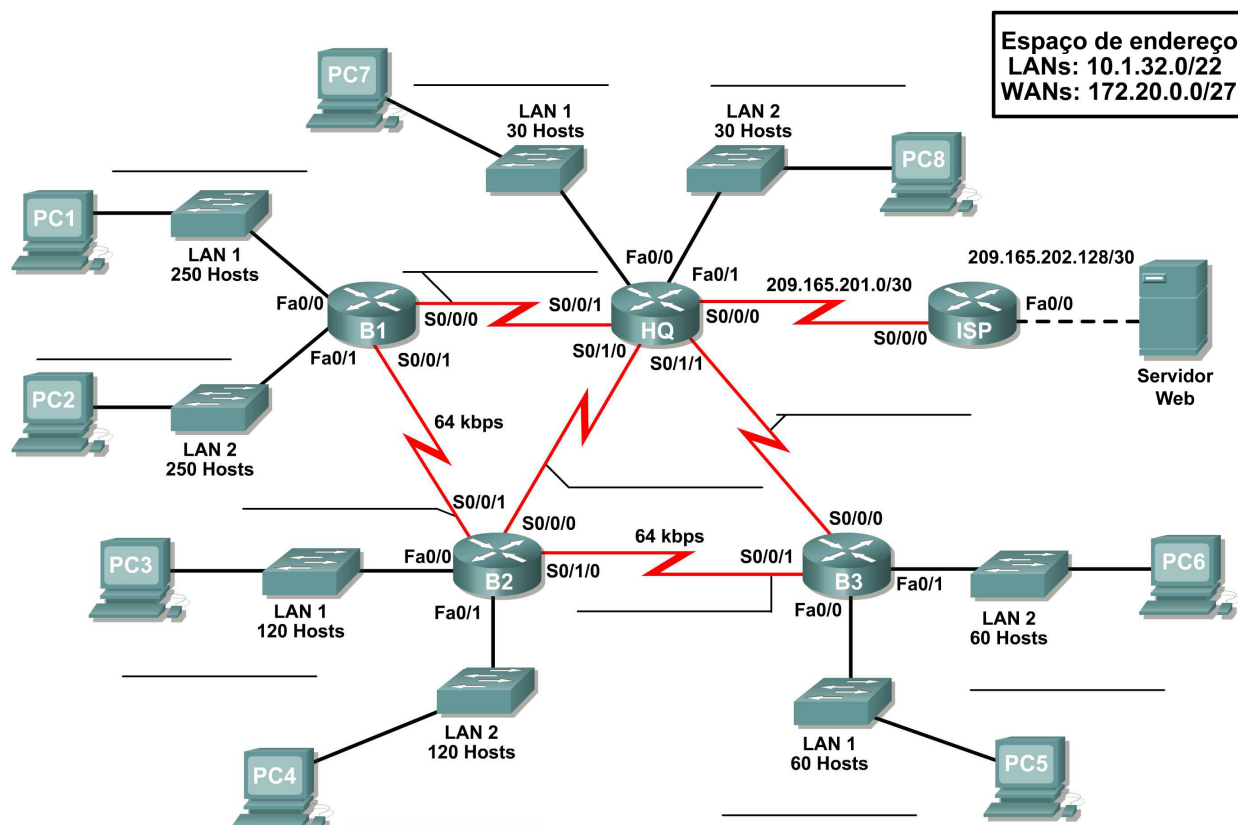 Espaço de endereço
LANs: 10.1.32.0/22
WANs: 172.20.0.0/27
PC7
LAN 1
30 Hosts
LAN 2
30 Hosts
PC8
PC1
LAN 1
250 Hosts
Fa0/0
Fa0/1
209.165.201.0/30
209.165.202.128/30
Fa0/0
B1
S0/0/0
S0/0/1
HQ
S0/0/0
ISP
Fa0/0
S0/0/0
Fa0/1
S0/0/1
S0/1/0
S0/1/1
Servidor
Web
PC2
LAN 2
250 Hosts
64 kbps
S0/0/1
S0/0/0
64 kbps
S0/0/0
PC3
LAN 1
120 Hosts
Fa0/0
B2
S0/1/0
S0/0/1
B3
Fa0/1
PC6
Fa0/1
Fa0/0
LAN 2
60 Hosts
LAN 2
120 Hosts
LAN 1
60 Hosts
PC4
PC5